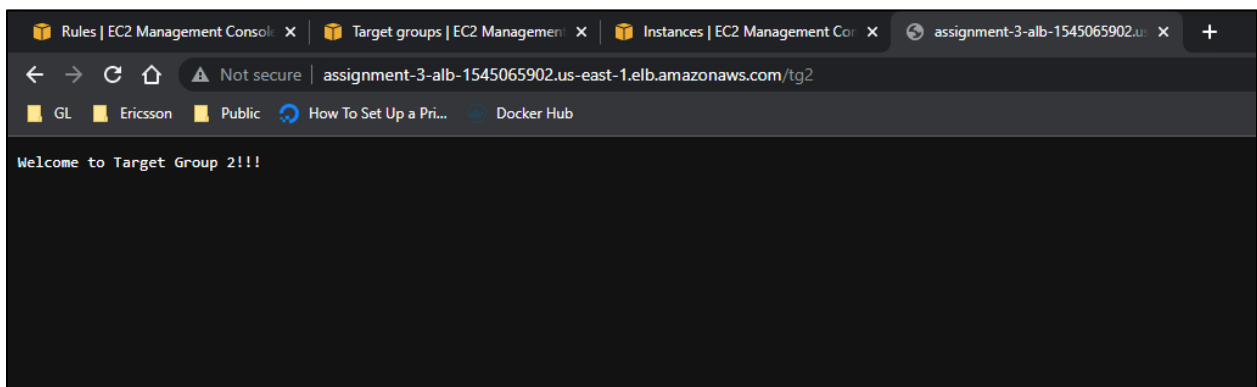 Rules | EC2 Management Console
Target groups | EC2 Management
Instances | EC2 Management Con
assignment-3-alb-1545065902.us
Not secure | assignment-3-alb-1545065902.us-east-1.elb.amazonaws.com/tg2
GL
Ericsson
Public
How To Set Up a Pri...
Docker Hub
Welcome to Target Group 2!!!